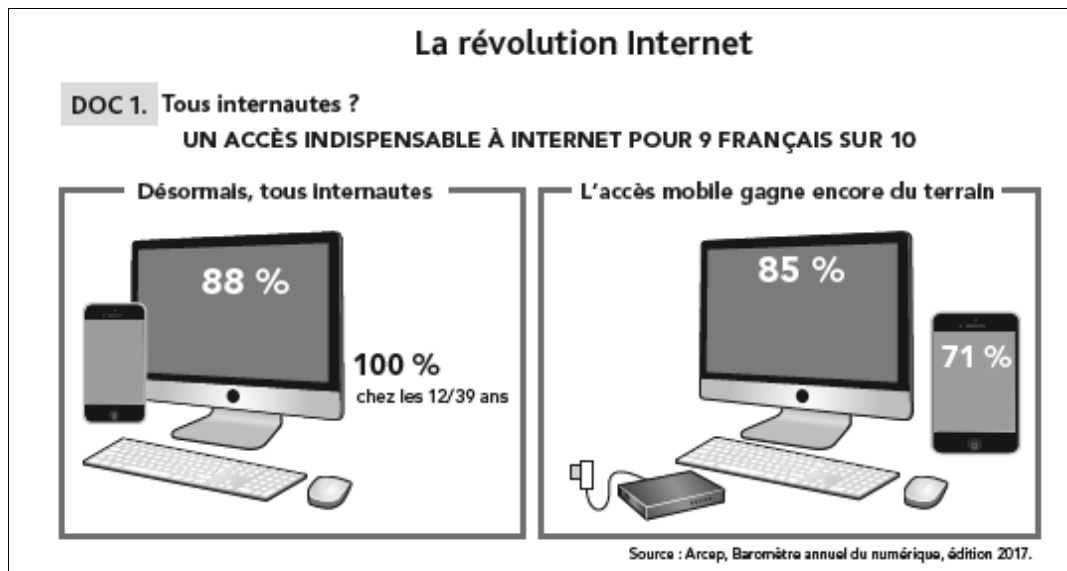 La révolution Internet
DOC 1. Tous internautes ?
UN ACCÈS INDISPENSABLE À INTERNET POUR 9 FRANÇAIS SUR 10
Désormais, tous internautes
88 %
100 %
chez les 12/39 ans
L'accès mobile gagne encore du terrain
85 %
71 %
Source : Arcep, Baromètre annuel du numérique, édition 2017.